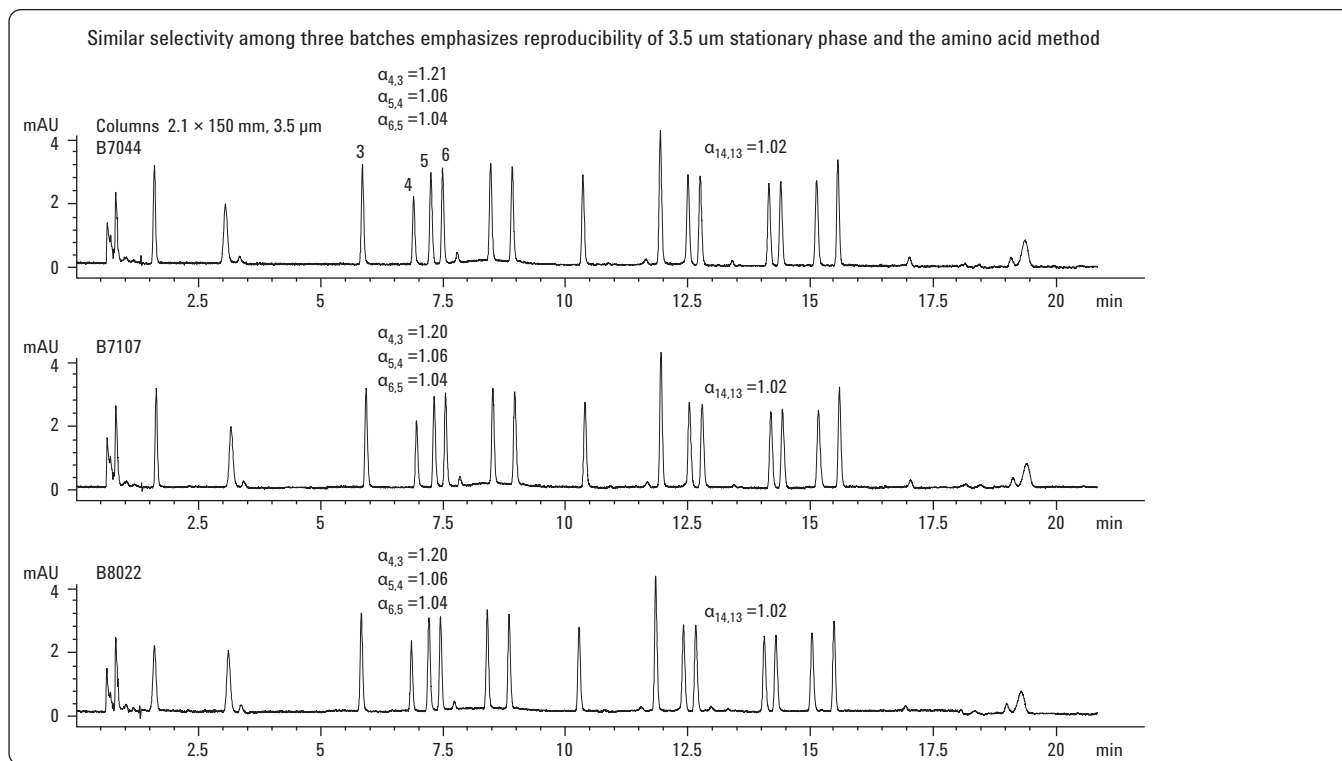 Similar selectivity among three batches emphasizes reproducibility of 3.5 um stationary phase and the amino acid method
α4,3 =1.21
α5,4 =1.06
α6,5 =1.04
mAU
Columns 2.1 × 150 mm, 3.5 µm
B7044
α14,13 =1.02
4
2
0
3
4
5
6
2.5 5 7.5 10 12.5 15 17.5 20 min
α4,3 =1.20
α5,4 =1.06
α6,5 =1.04
mAU
B7107
α14,13 =1.02
4
2
0
2.5 5 7.5 10 12.5 15 17.5 20 min
α4,3 =1.20
α5,4 =1.06
α6,5 =1.04
mAU
B8022
α14,13 =1.02
4
2
0
2.5 5 7.5 10 12.5 15 17.5 20 min